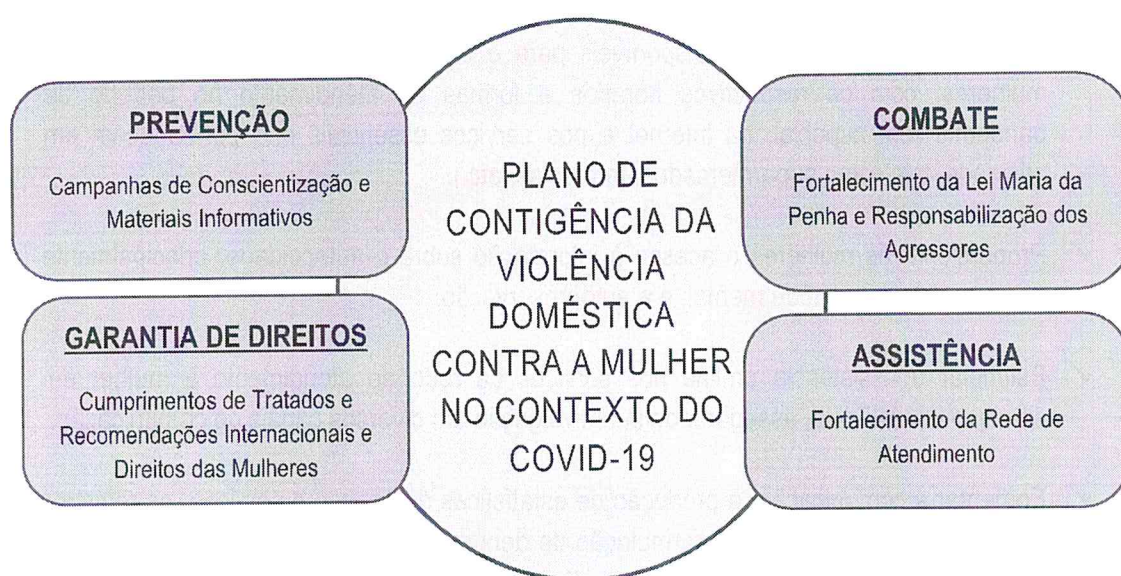 PREVENÇÃO
Campanhas de Conscientização e
Materiais Informativos
GARANTIA DE DIREITOS
Cumprimentos de Tratados e
Recomendações Internacionais e
Direitos das Mulheres
PLANO DE
CONTIGÊNCIA DA
VIOLÊNCIA
DOMÉSTICA
CONTRA A MULHER
NO CONTEXTO DO
COVID-19
COMBATE
Fortalecimento da Lei Maria da
Penha e Responsabilização dos
Agressores
ASSISTÊNCIA
Fortalecimento da Rede de
Atendimento